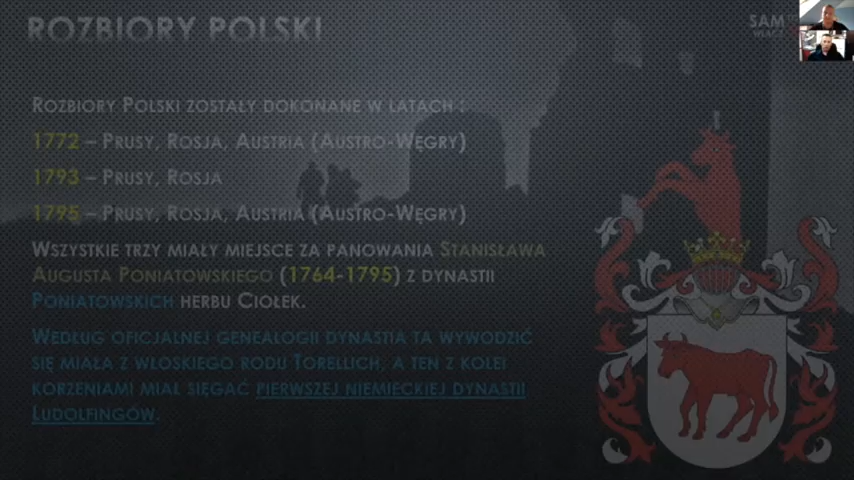 ROZBIORY POLSKI
SAM
WŁĄCZ
ROZBIORY POLSKI ZOSTAŁY DOKONANE W LATACH :
1772 – PRUSY, ROSJA, AUSTRIA (AUSTRO-WĘGRY)
1793 – PRUSY, ROSJA
1795 – PRUSY, ROSJA, AUSTRIA (AUSTRO-WĘGRY)
WSZYSTKIE TRZY MIAŁY MIEJSCE ZA PANOWANIA STANISŁAWA
AUGUSTA PONIATOWSKIEGO (1764-1795) Z DYNASTII
PONIATOWSKICH HERBU CIOŁEK.
WEDŁUG OFICJALNEJ GENEALOGII DYNASTIA TA WYWODZIĆ
SIĘ MIAŁA Z WŁOSKIEGO RODU TORELLICH, A TEN Z KOLEI
KORZENIAMI MIAŁ SIĘGAĆ PIERWSZEJ NIEMIECKIEJ DYNASTII
LUDOLFINGÓW.